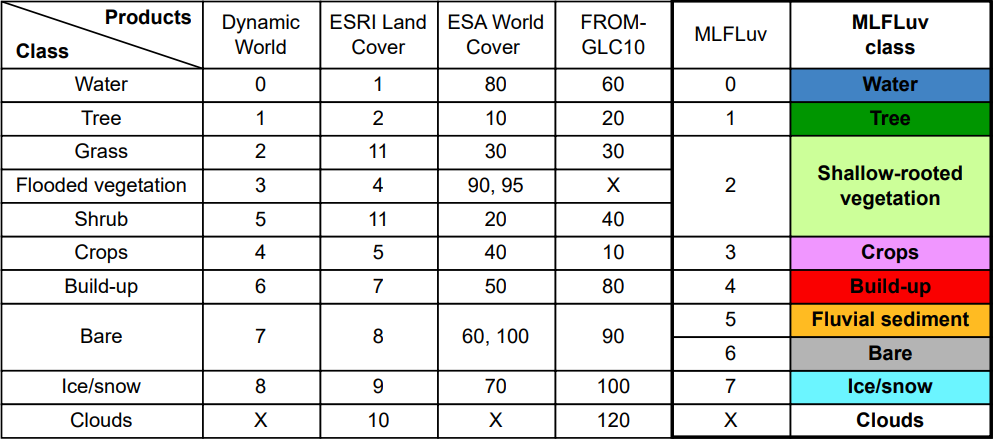 Products
Class
Dynamic World
ESRI Land Cover
ESA World Cover
FROM-GLC10
MLFLuv
MLFLuv class
Water 0 1 80 60 0 Water
Tree 1 2 10 20 1 Tree
Grass 2 11 30 30
Flooded vegetation 3 4 90, 95 X 2 Shallow-rooted vegetation
Shrub 5 11 20 40
Crops 4 5 40 10 3 Crops
Build-up 6 7 50 80 4 Build-up
5 Fluvial sediment
Bare 7 8 60, 100 90
6 Bare
Ice/snow 8 9 70 100 7 Ice/snow
Clouds X 10 X 120 X Clouds